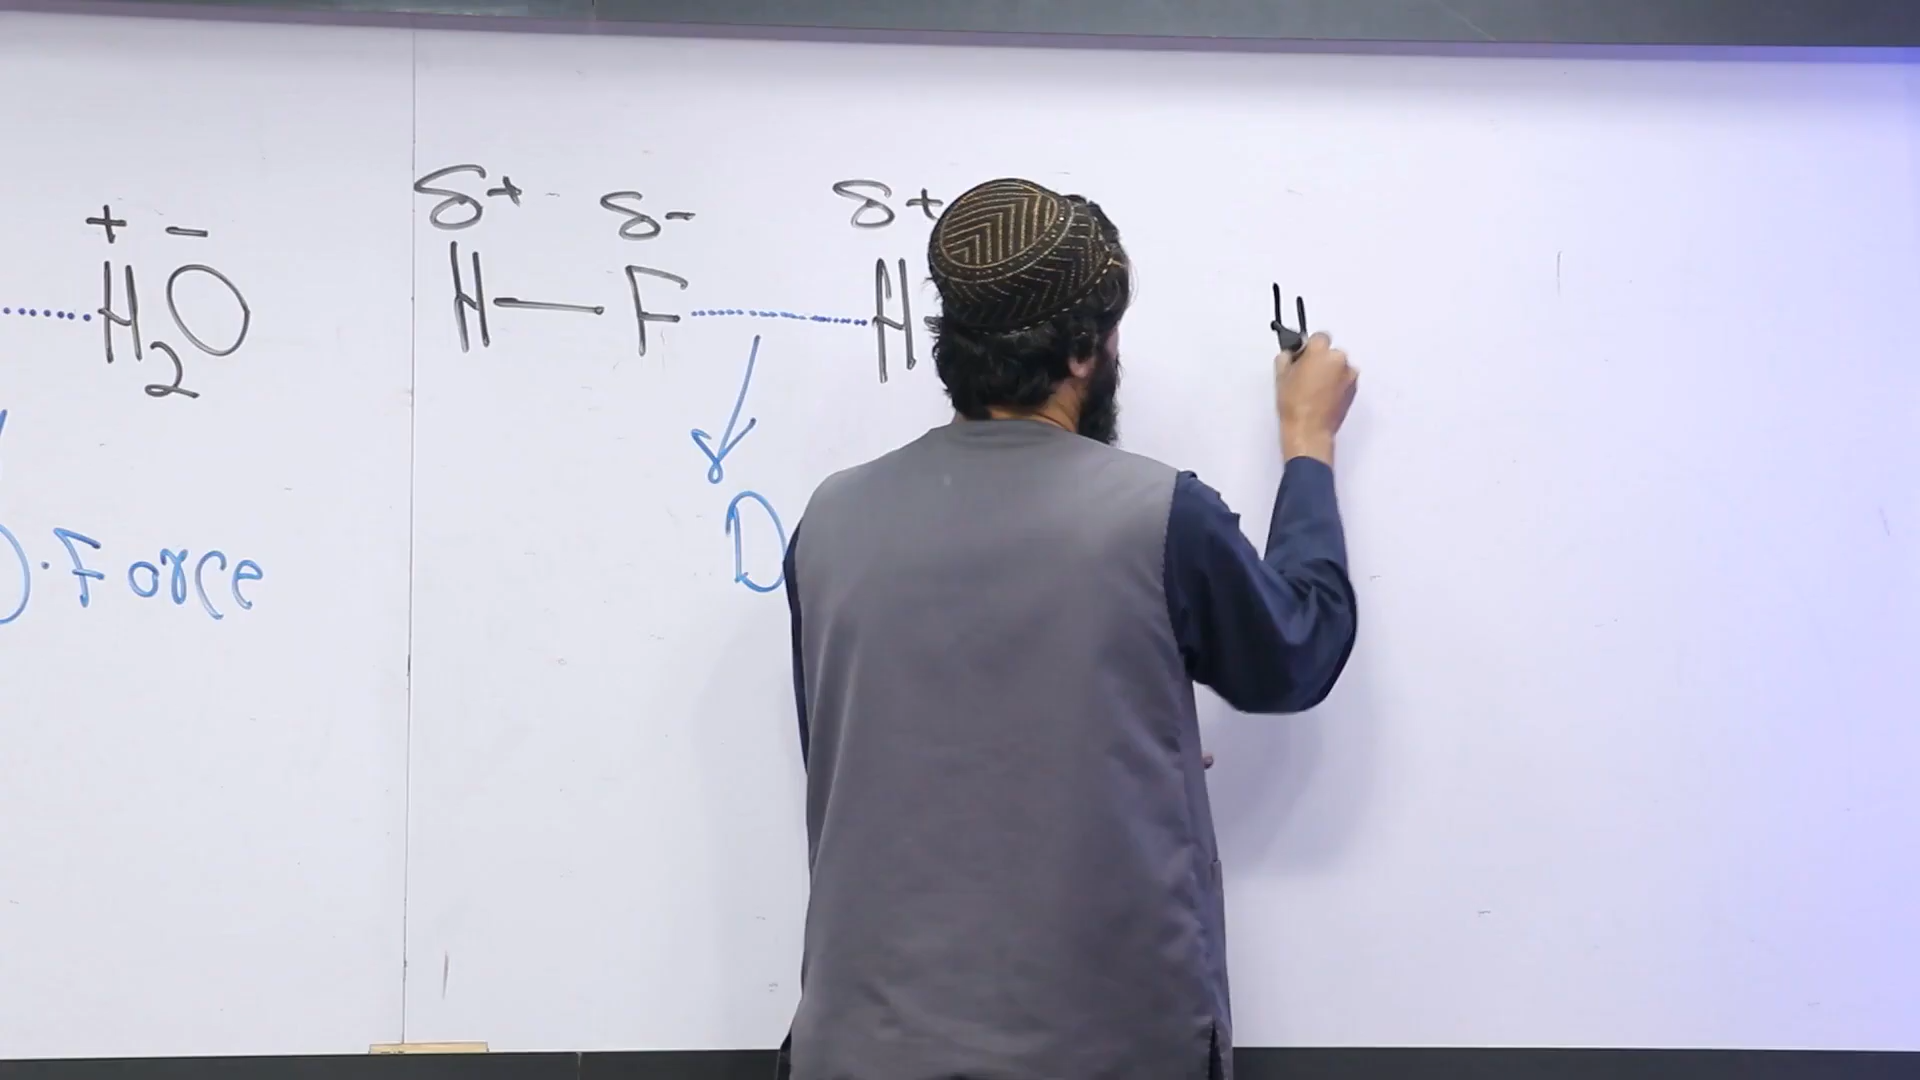 + -
H2O
). Force
δ+ δ- δ+
H—F.....H
D